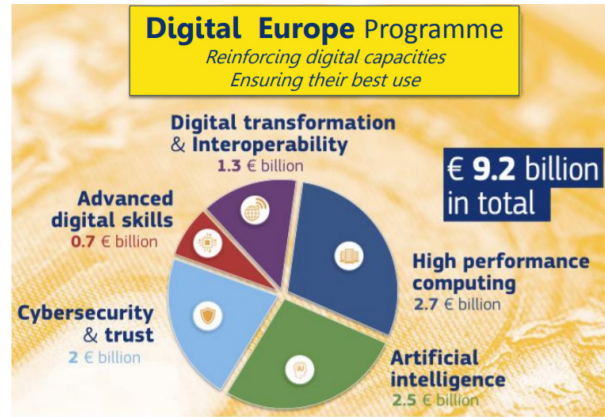 Digital Europe Programme
Reinforcing digital capacities
Ensuring their best use
Digital transformation
& Interoperability
1.3 € billion
€ 9.2 billion
in total
Advanced
digital skills
0.7 € billion
High performance
computing
2.7 € billion
Cybersecurity
& trust
2 € billion
Artificial
intelligence
2.5 € billion